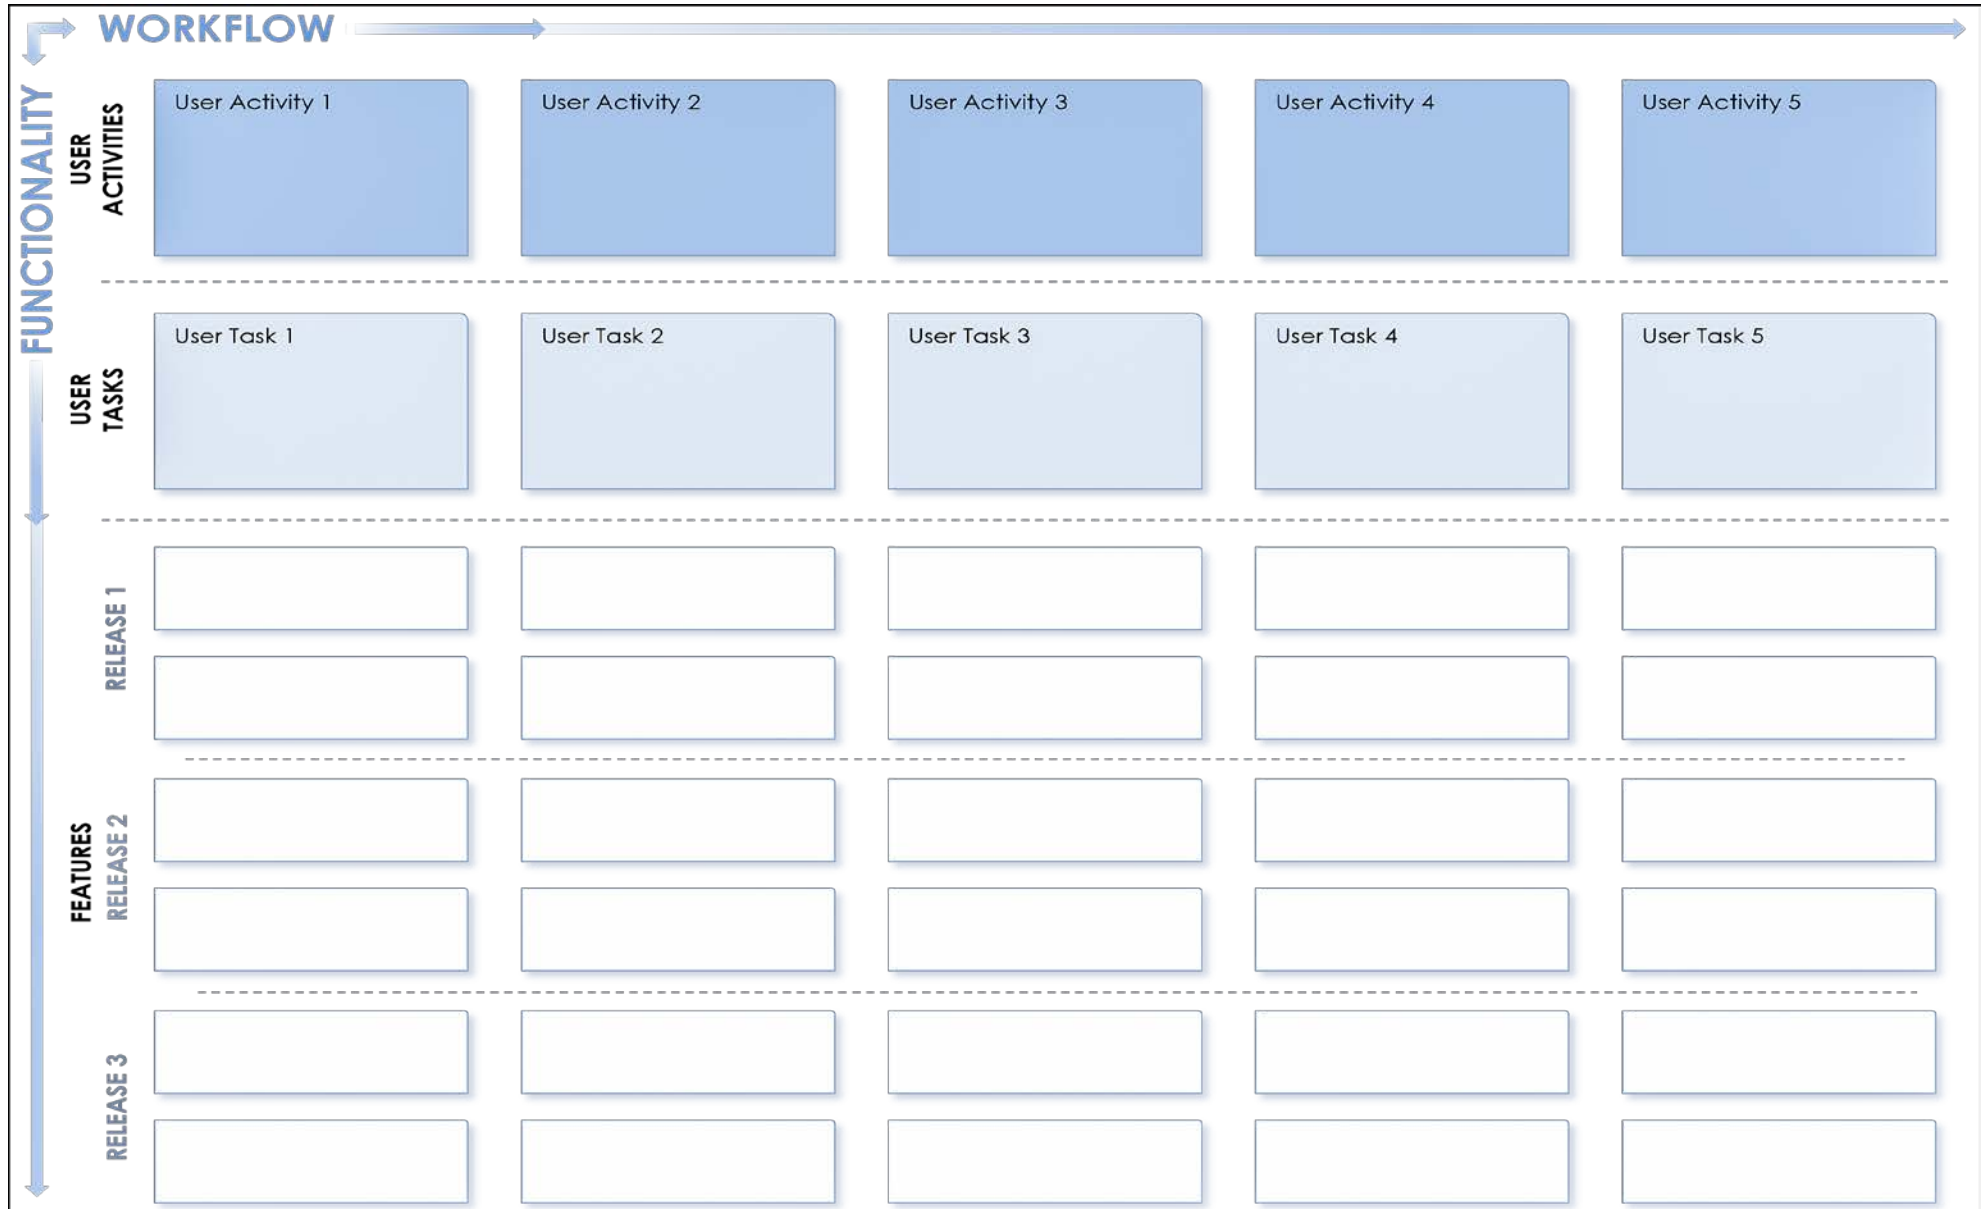 WORKFLOW
FUNCTIONALITY
USER
ACTIVITIES
User Activity 1
User Activity 2
User Activity 3
User Activity 4
User Activity 5
USER
TASKS
User Task 1
User Task 2
User Task 3
User Task 4
User Task 5
FEATURES
RELEASE 1
RELEASE 2
RELEASE 3